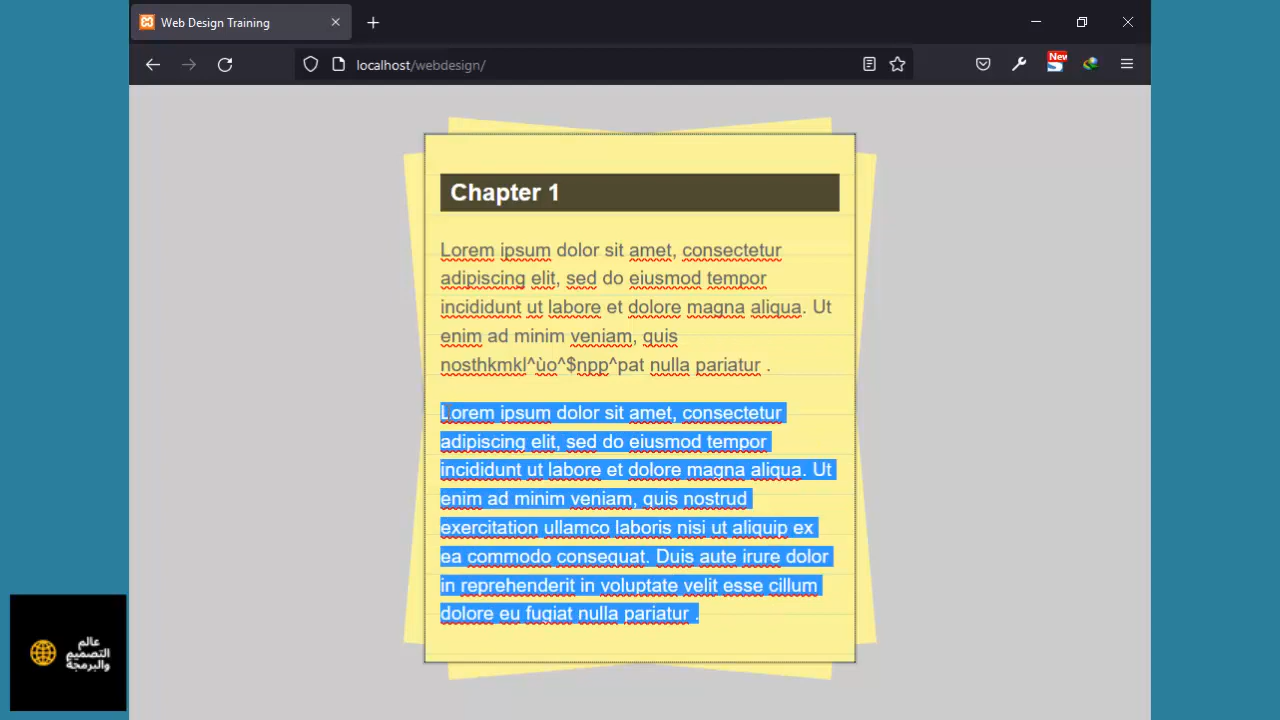 Web Design Training
localhost/webdesign/
New
Chapter 1
Lorem ipsum dolor sit amet, consectetur
adipiscing elit, sed do eiusmod tempor
incididunt ut labore et dolore magna aliqua. Ut
enim ad minim veniam, quis
nosthkmkl^ùo^$npp^pat nulla pariatur .
Lorem ipsum dolor sit amet, consectetur
adipiscing elit, sed do eiusmod tempor
incididunt ut labore et dolore magna aliqua. Ut
enim ad minim veniam, quis nostrud
exercitation ullamco laboris nisi ut aliquip ex
ea commodo consequat. Duis aute irure dolor
in reprehenderit in voluptate velit esse cillum
dolore eu fugiat nulla pariatur .
عالم
التصميم
والبرمجة